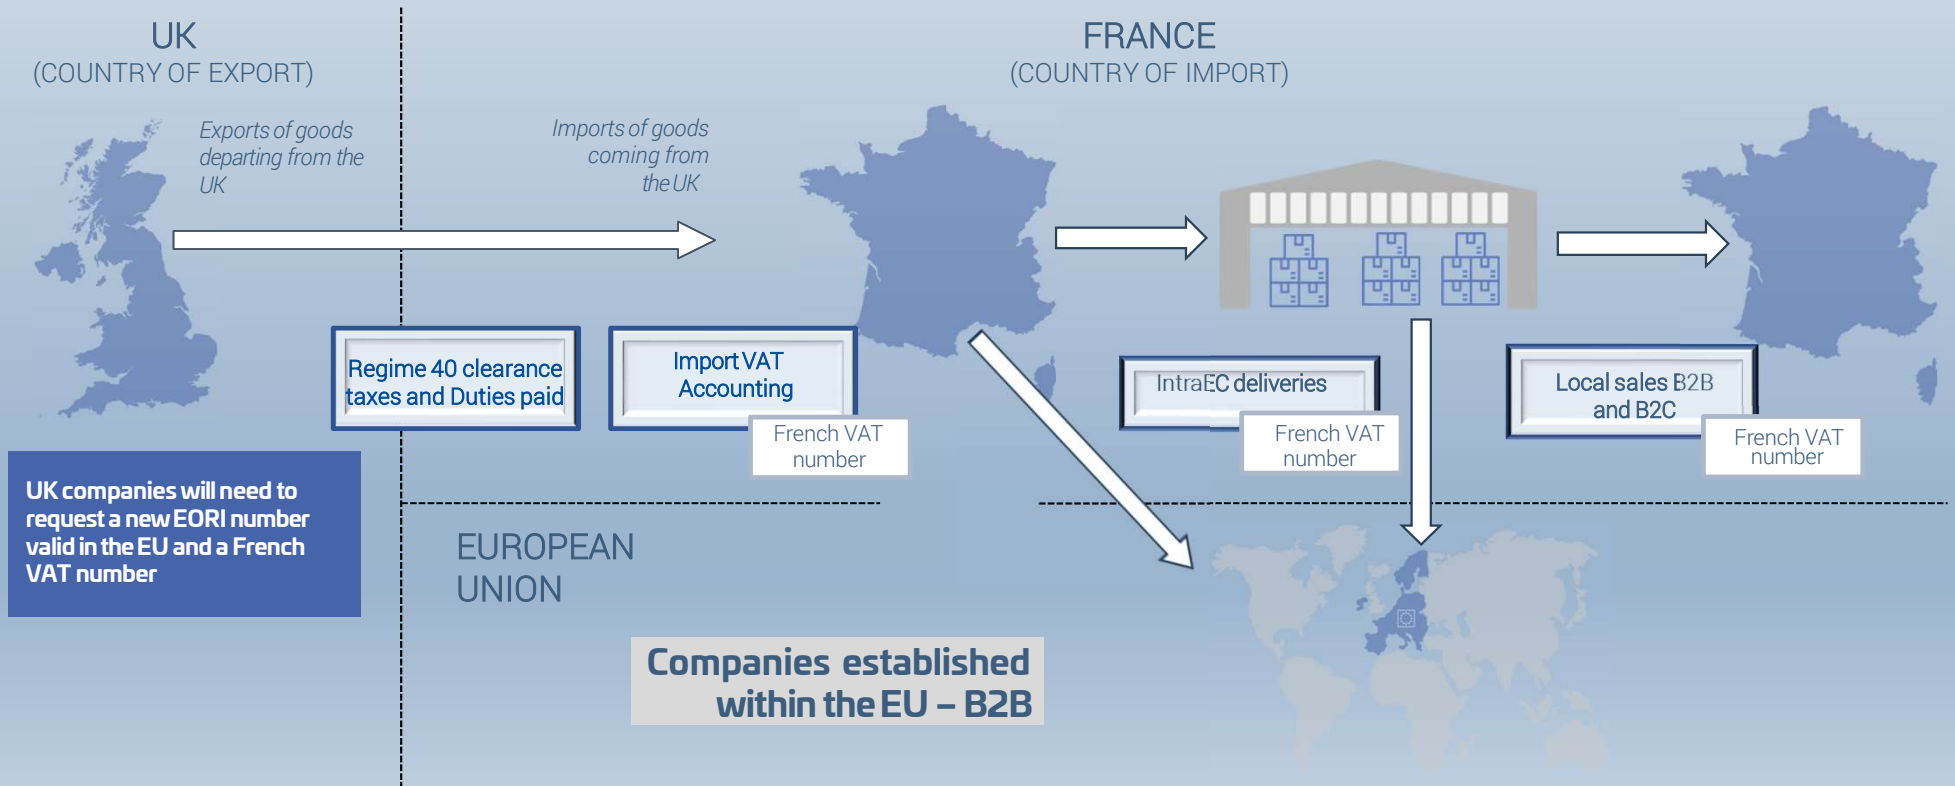 UK
(COUNTRY OF EXPORT)
FRANCE
(COUNTRY OF IMPORT)
Exports of goods
departing from the
UK
Imports of goods
coming from
the UK
Regime 40 clearance
taxes and Duties paid
Import VAT
Accounting
French VAT
number
IntraEC deliveries
French VAT
number
Local sales B2B
and B2C
French VAT
number
UK companies will need to
request a new EORI number
valid in the EU and a French
VAT number
EUROPEAN
UNION
Companies established
within the EU – B2B